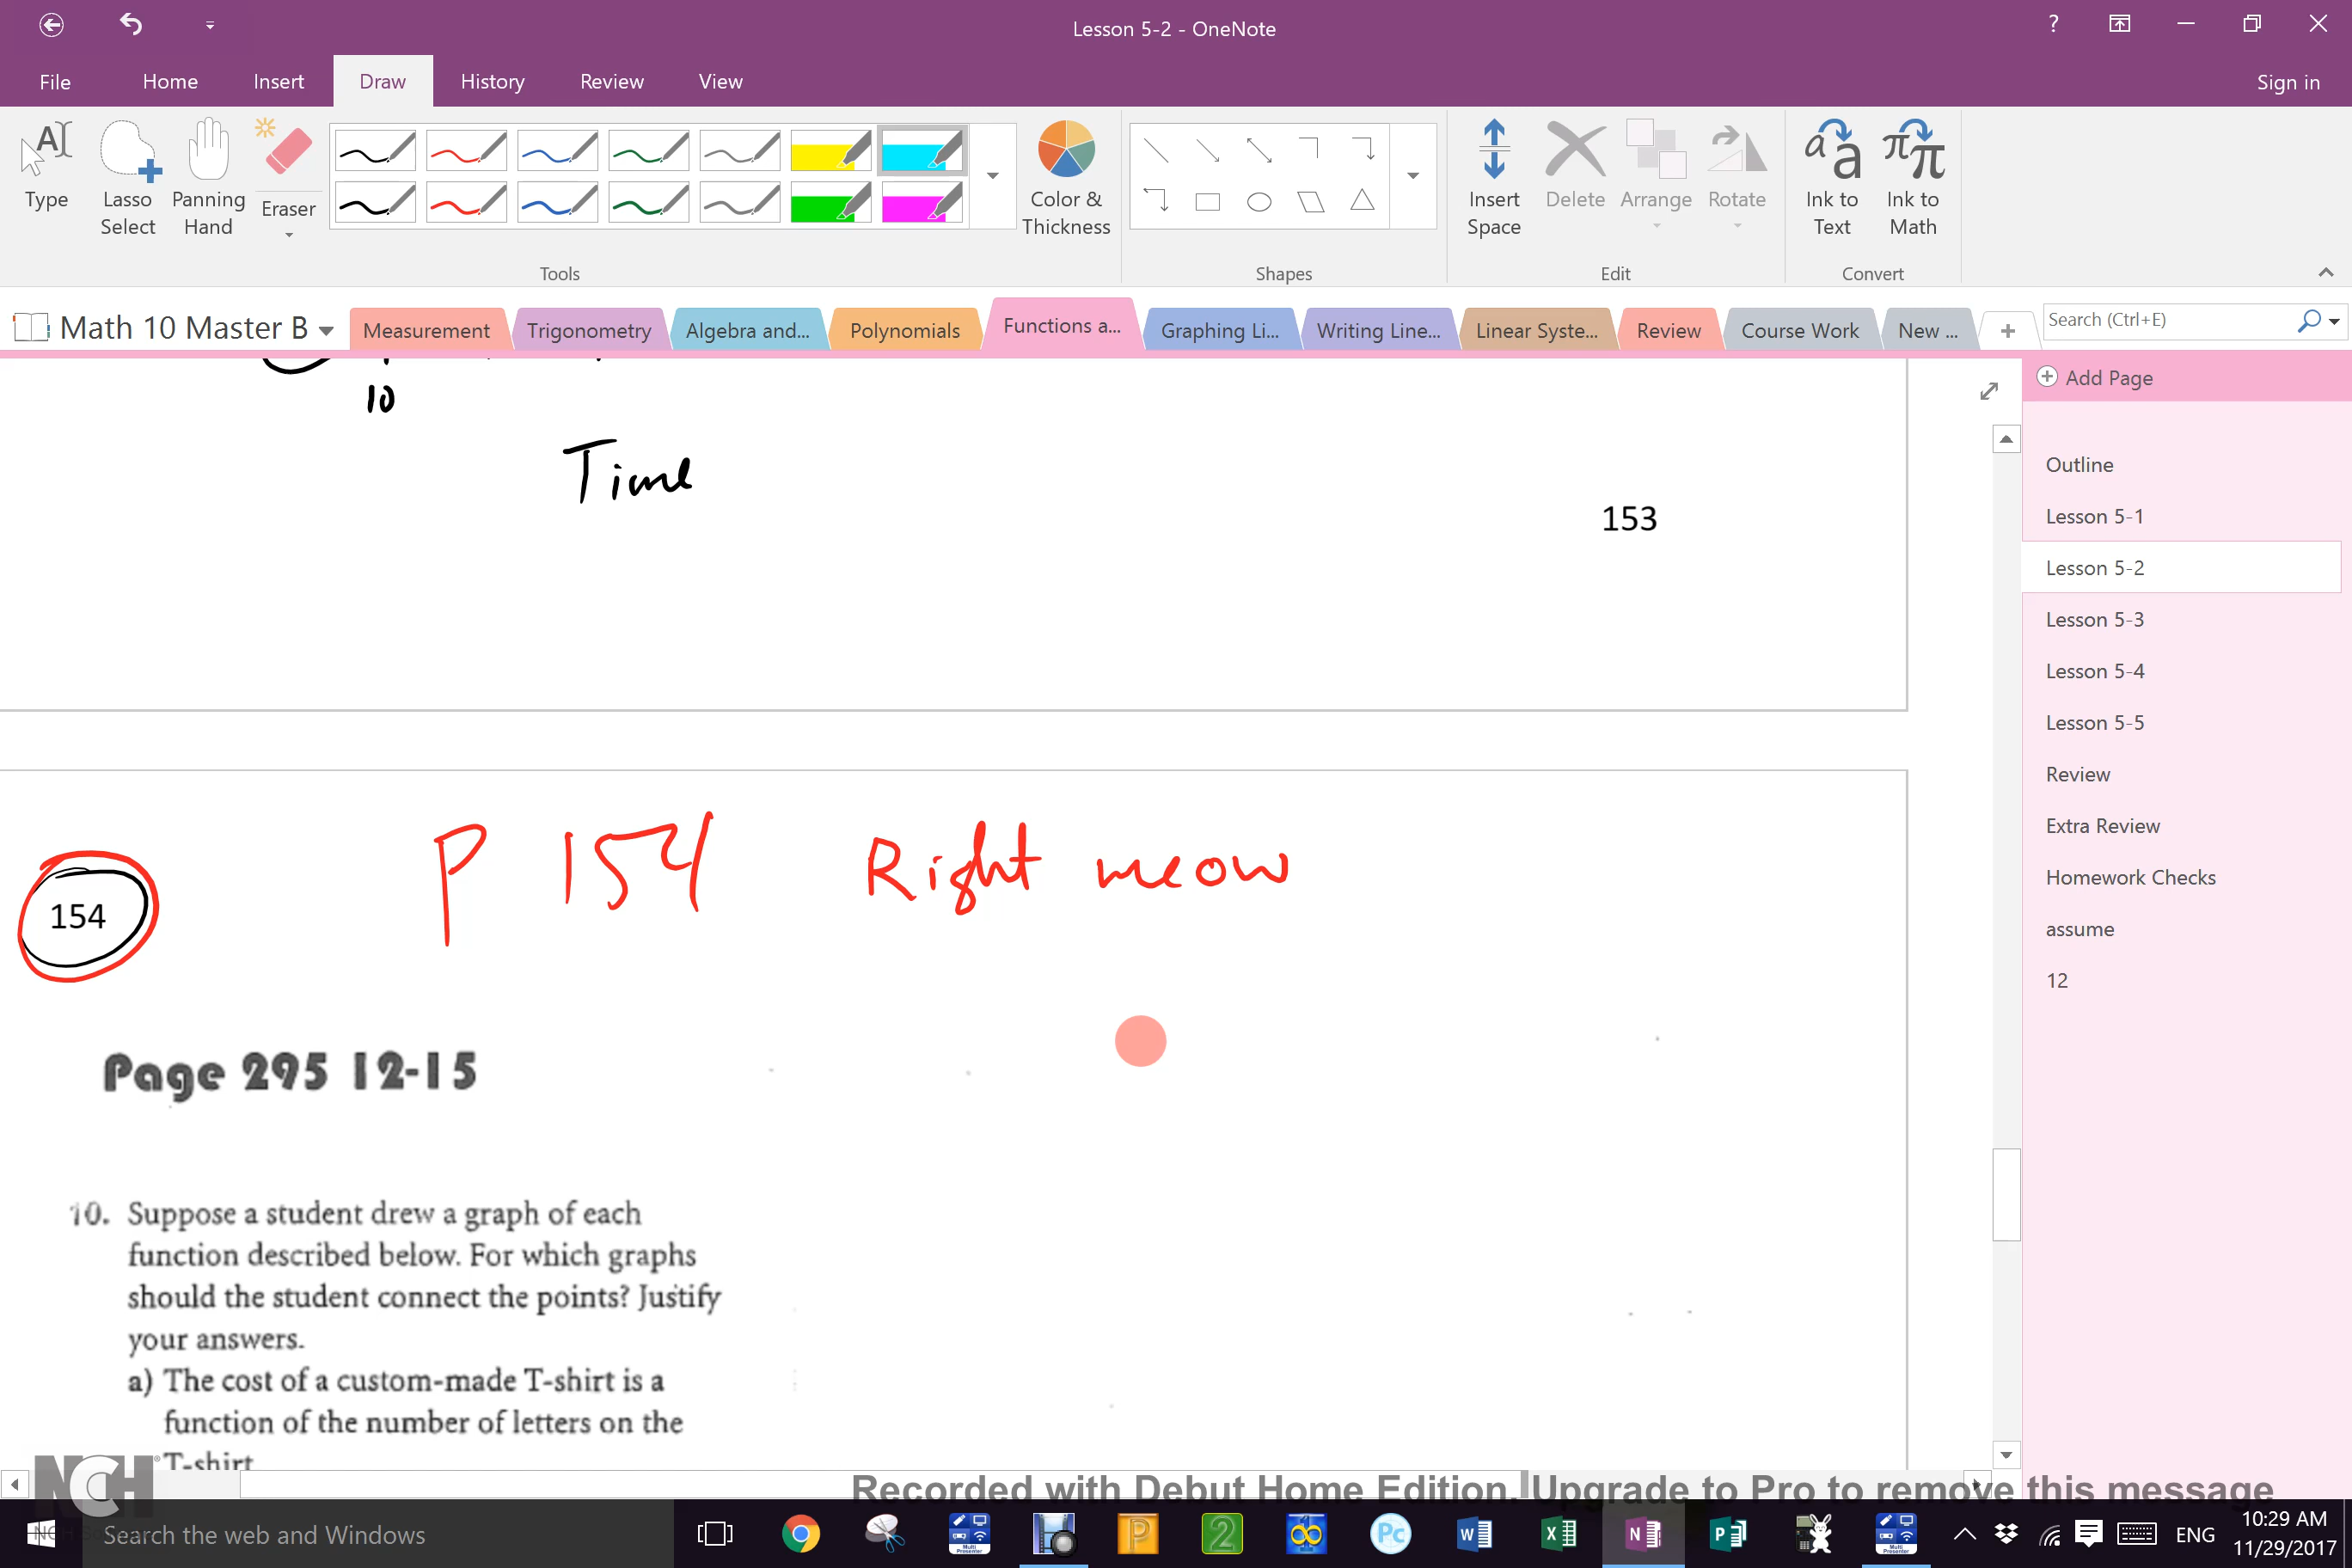 Lesson 5-2 - OneNote
?
File Home Insert Draw History Review View Sign in
Type
Lasso Select
Panning Hand
Eraser
Color & Thickness
Insert Space
Delete
Arrange
Rotate
Ink to Text
Ink to Math
Tools Shapes Edit Convert
Math 10 Master B Measurement Trigonometry Algebra and... Polynomials Functions a... Graphing Li... Writing Line... Linear Syste... Review Course Work New ... + Search (Ctrl+E)
Add Page
Outline
Lesson 5-1
Lesson 5-2
Lesson 5-3
Lesson 5-4
Lesson 5-5
Review
Extra Review
Homework Checks
assume
12
10
Time
153
P 154 Right meow
154
Page 295 12-15
10. Suppose a student drew a graph of each
function described below. For which graphs
should the student connect the points? Justify
your answers.
a) The cost of a custom-made T-shirt is a
function of the number of letters on the
T-shirt
NCH
Recorded with Debut Home Edition. Upgrade to Pro to remove this message
Search the web and Windows
ENG
10:29 AM
11/29/2017